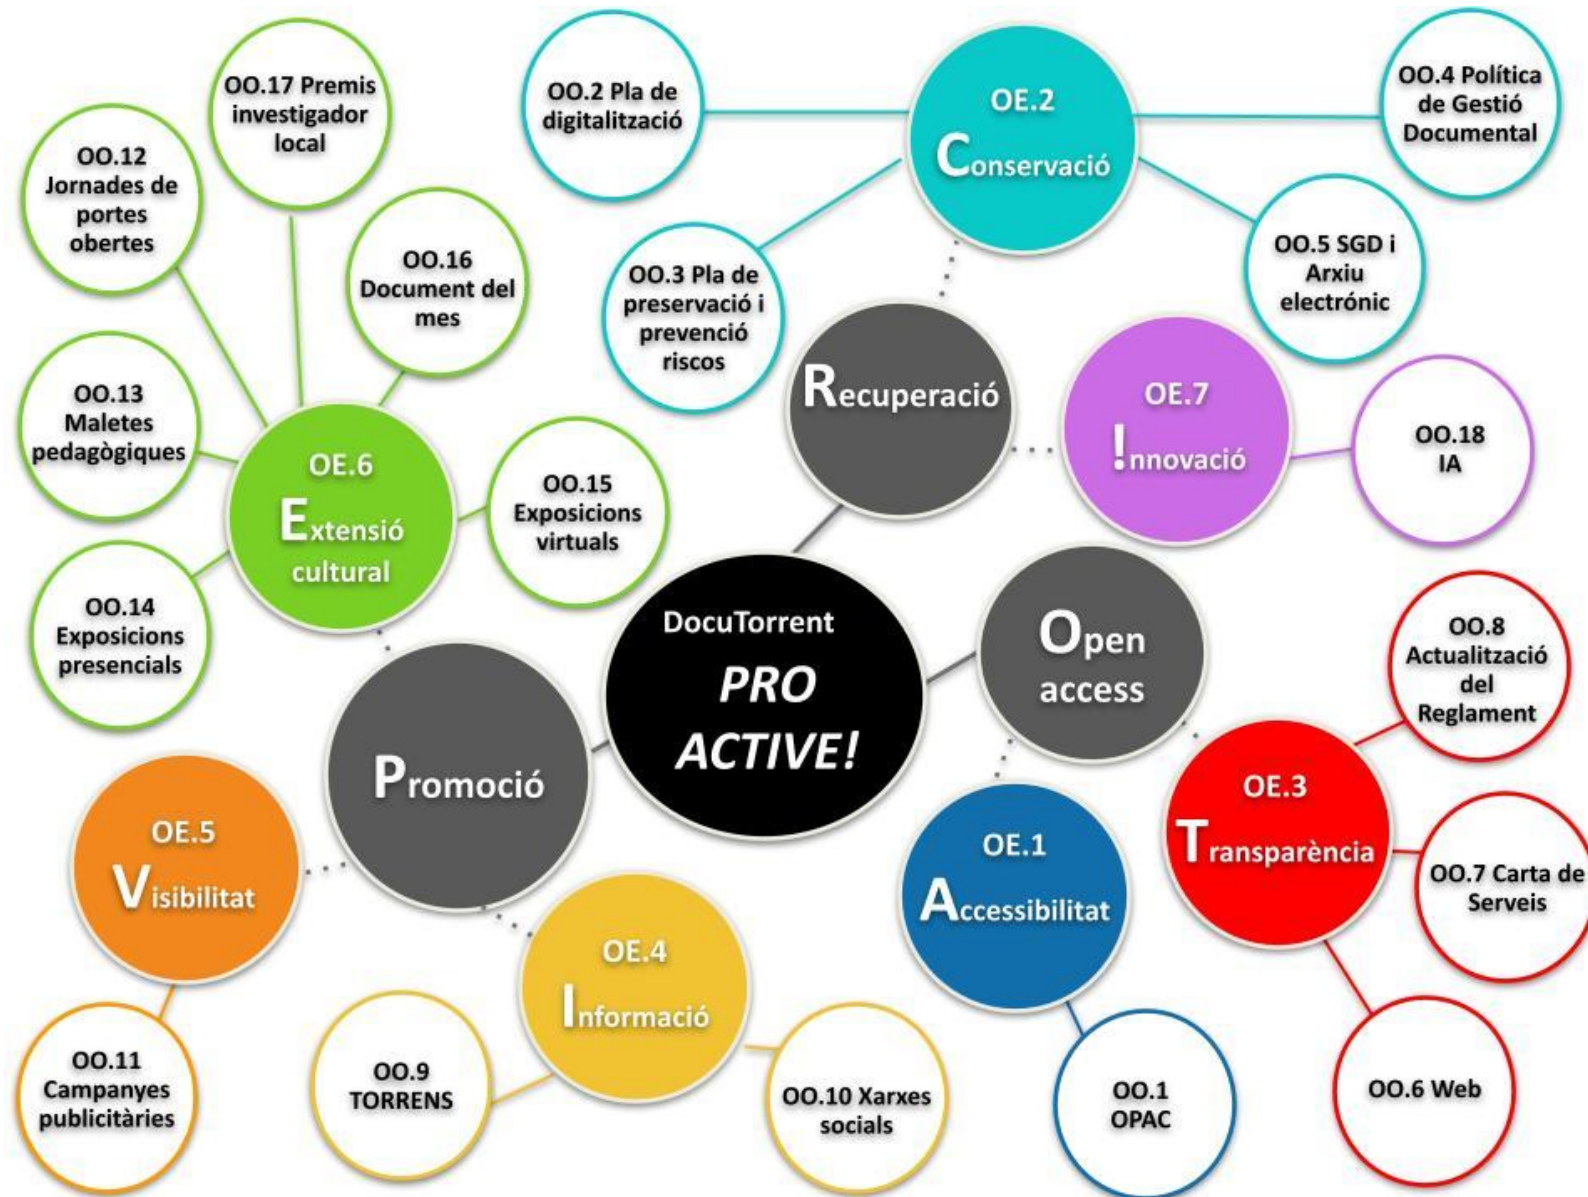 OO.17 Premis
investigador
local
OO.12
Jornades de
portes
obertes
OO.16
Document del
mes
OO.13
Maletes
pedagògiques
OE.6
Extensió
cultural
OO.15
Exposicions
virtuals
OO.14
Exposicions
presencials
OO.2 Pla de
digitalització
OE.2
Conservació
OO.4 Política
de Gestió
Documental
OO.3 Pla de
preservació i
prevenció
riscos
OO.5 SGD i
Arxiu
electrónic
Recuperació
OE.7
!nnovació
OO.18
IA
DocuTorrent
PRO
ACTIVE!
Open
access
OO.8
Actualització
del
Reglament
OE.3
Transparència
OO.7 Carta de
Serveis
OO.6 Web
OE.1
Accessibilitat
OO.1
OPAC
Promoció
OE.5
Visibilitat
OO.11
Campanyes
publicitàries
OE.4
Informació
OO.9
TORRENS
OO.10 Xarxes
socials